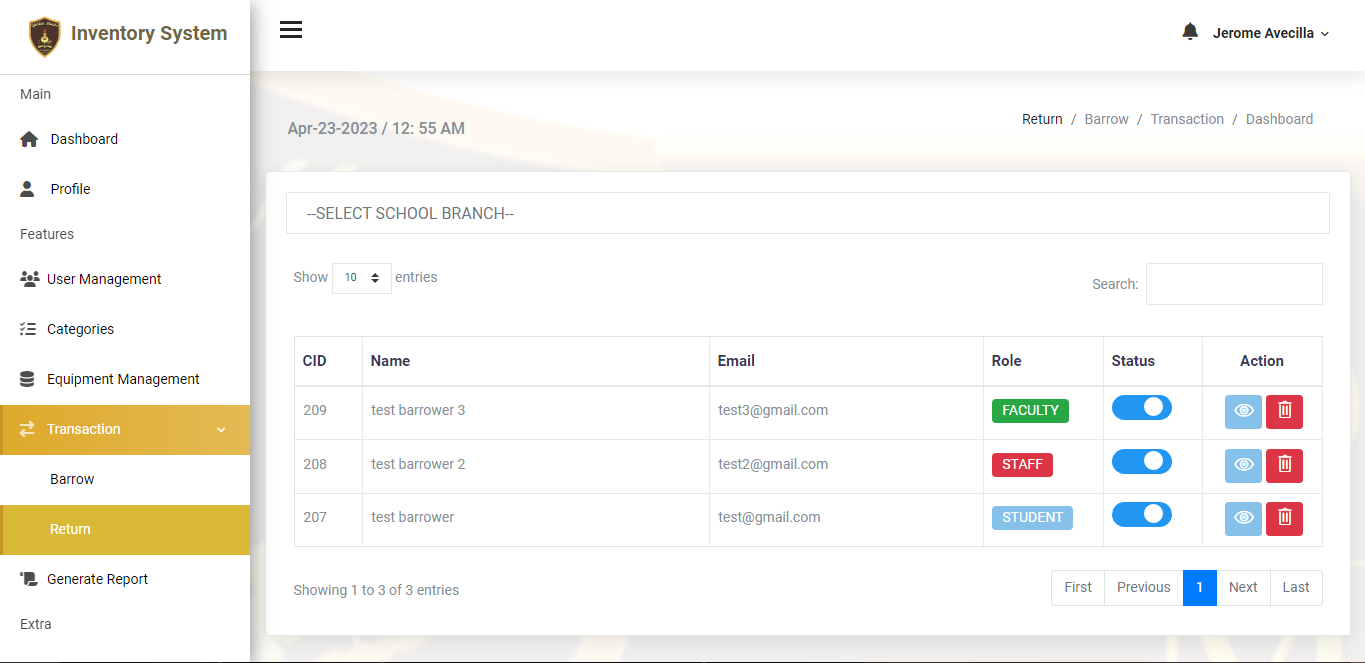 Inventory System
Jerome Avecilla
Main
Dashboard
Profile
Features
User Management
Categories
Equipment Management
Transaction
Barrow
Return
Generate Report
Extra
Apr-23-2023 / 12: 55 AM
Return / Barrow / Transaction / Dashboard
--SELECT SCHOOL BRANCH--
Show 10 entries
Search:
CID Name Email Role Status Action
209 test barrower 3 test3@gmail.com FACULTY
208 test barrower 2 test2@gmail.com STAFF
207 test barrower test@gmail.com STUDENT
Showing 1 to 3 of 3 entries
First Previous 1 Next Last